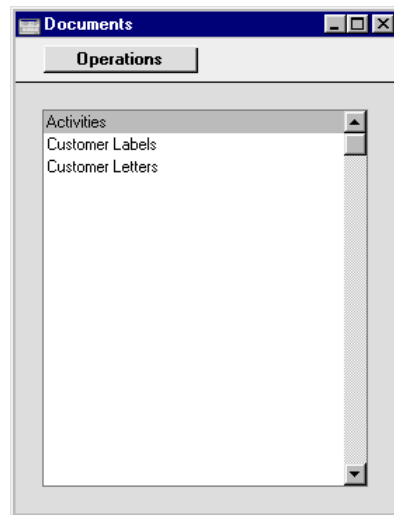 Documents
Operations
Activities
Customer Labels
Customer Letters